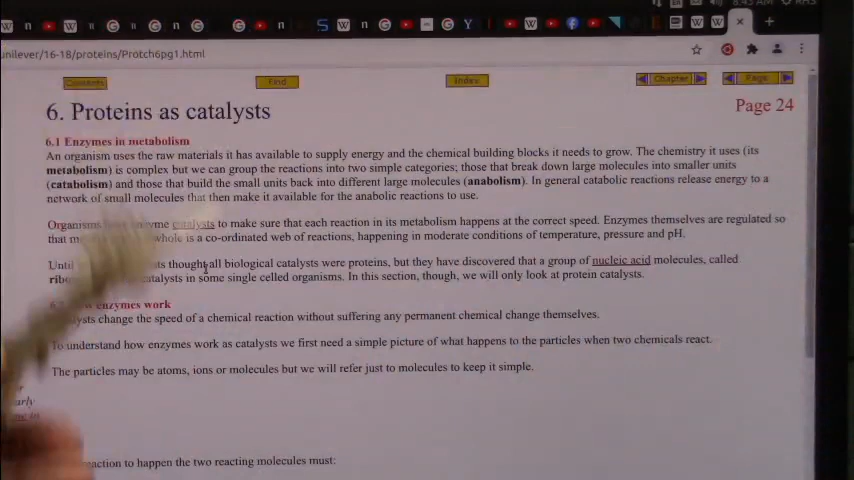 8:43 AM
unilever/16-18/proteins/Protch6pg1.html
Contents
Find
Index
Chapter
Page
6. Proteins as catalysts
Page 24
6.1 Enzymes in metabolism
An organism uses the raw materials it has available to supply energy and the chemical building blocks it needs to grow. The chemistry it uses (its
metabolism) is complex but we can group the reactions into two simple categories; those that break down large molecules into smaller units
(catabolism) and those that build the small units back into different large molecules (anabolism). In general catabolic reactions release energy to a
network of small molecules that then make it available for the anabolic reactions to use.
Organisms enzyme catalysts to make sure that each reaction in its metabolism happens at the correct speed. Enzymes themselves are regulated so
that whole is a co-ordinated web of reactions, happening in moderate conditions of temperature, pressure and pH.
Until thought all biological catalysts were proteins, but they have discovered that a group of nucleic acid molecules, called
catalysts in some single celled organisms. In this section, though, we will only look at protein catalysts.
enzymes work
change the speed of a chemical reaction without suffering any permanent chemical change themselves.
To understand how enzymes work as catalysts we first need a simple picture of what happens to the particles when two chemicals react.
The particles may be atoms, ions or molecules but we will refer just to molecules to keep it simple.
reaction to happen the two reacting molecules must: